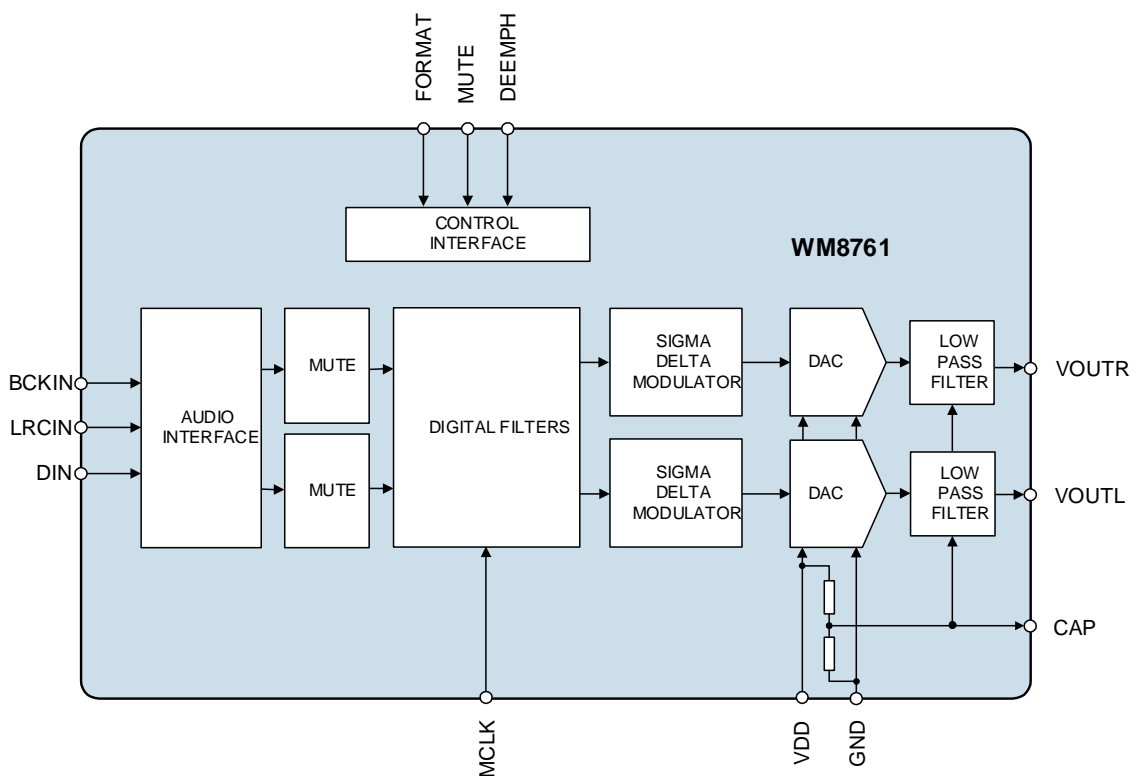 FORMAT
MUTE
DEEMPH
CONTROL
INTERFACE
WM8761
BCKIN
LRCIN
DIN
AUDIO
INTERFACE
MUTE
MUTE
DIGITAL FILTERS
SIGMA
DELTA
MODULATOR
SIGMA
DELTA
MODULATOR
DAC
DAC
LOW
PASS
FILTER
LOW
PASS
FILTER
VOUTR
VOUTL
CAP
MCLK
VDD
GND